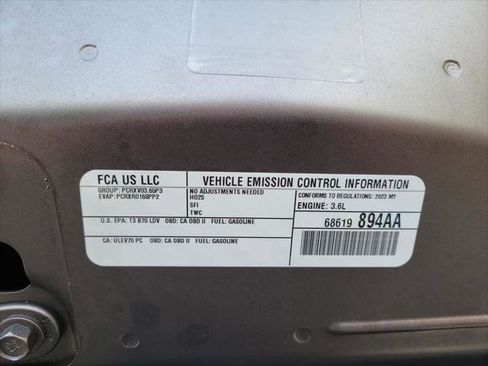 FCA US LLC
VEHICLE EMISSION CONTROL INFORMATION
GROUP: PCRXV03.65P3
EVAP: PCRXR0168PP2
NO ADJUSTMENTS NEEDED
HO2S
SFI
TWC
CONFORMS TO REGULATIONS: 2023 MY
ENGINE: 3.6L
U.S. EPA: T3 B70 LDV OBD: CA OBD II FUEL: GASOLINE
68619 894AA
CA: ULEV70 PC OBD: CA OBD II FUEL: GASOLINE